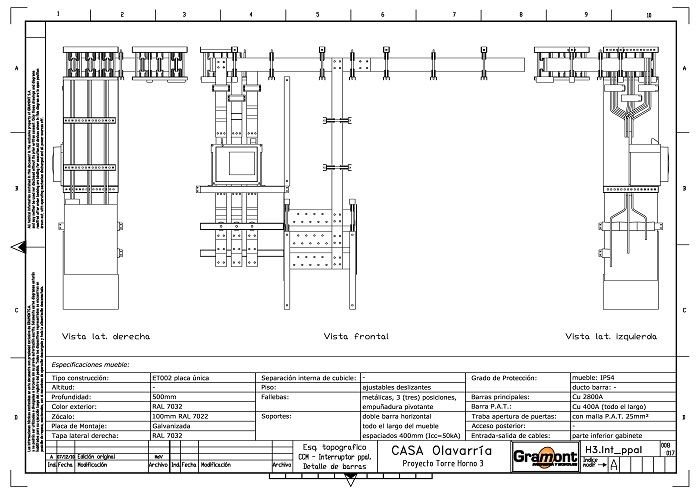 1 2 3 4 5 6 7 8 9 10
A A
B B
C C
D D
Vista lat. derecha Vista frontal Vista lat. izquierda
Especificaciones mueble:
Tipo construcción: ET002 placa única Separación interna de cubicle: - Grado de Protección: mueble: IP54
Altitud: - Piso: ajustables deslizantes ducto barra: -
Profundidad: 500mm Fallebas: metálicas, 3 (tres) posiciones, Barras principales: Cu 2800A
Color exterior: RAL 7032 empuñadura pivotante Barra P.A.T.: Cu 400A (todo el largo)
Zócalo: 100mm RAL 7022 Soportes: doble barra horizontal Traba apertura de puertas: con malla P.A.T. 25mm²
Placa de Montaje: Galvanizada todo el largo del mueble Acceso posterior: -
Tapa lateral derecha: RAL 7032 espaciados 400mm (Icc=50kA) Entrada-salida de cables: parte inferior gabinete
A 07/12/10 Edición original MaV
Ind. Fecha Modificación Archivo Ind. Fecha Modificación Archivo
Esq. topográfico
CCM - Interruptor ppal.
Detalle de barras
CASA Olavarría
Proyecto Torre Horno 3
Gramont
H3.Int_ppal
008
017
Indice
revisión
A